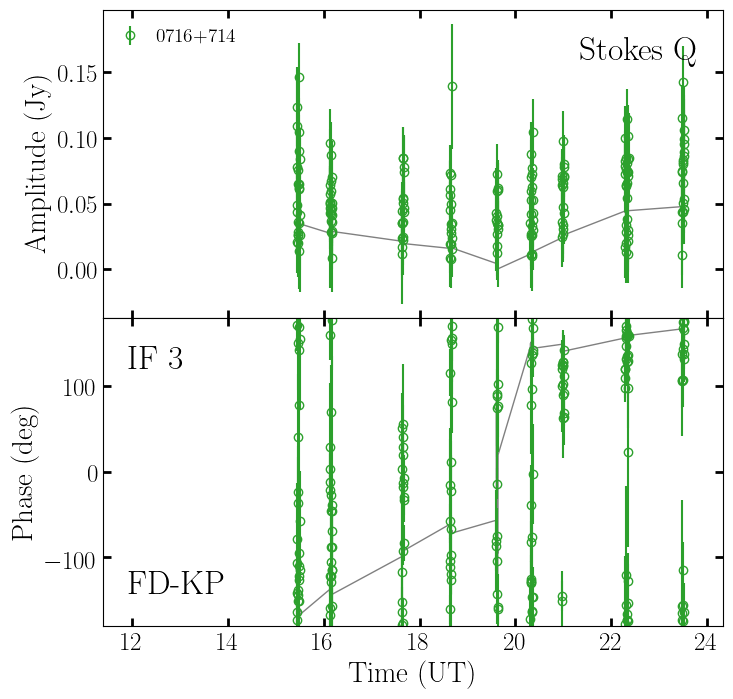 0716+714
Stokes Q
0.15
0.10
0.05
0.00
Amplitude (Jy)
IF 3
100
0
−100
Phase (deg)
FD-KP
12 14 16 18 20 22 24
Time (UT)